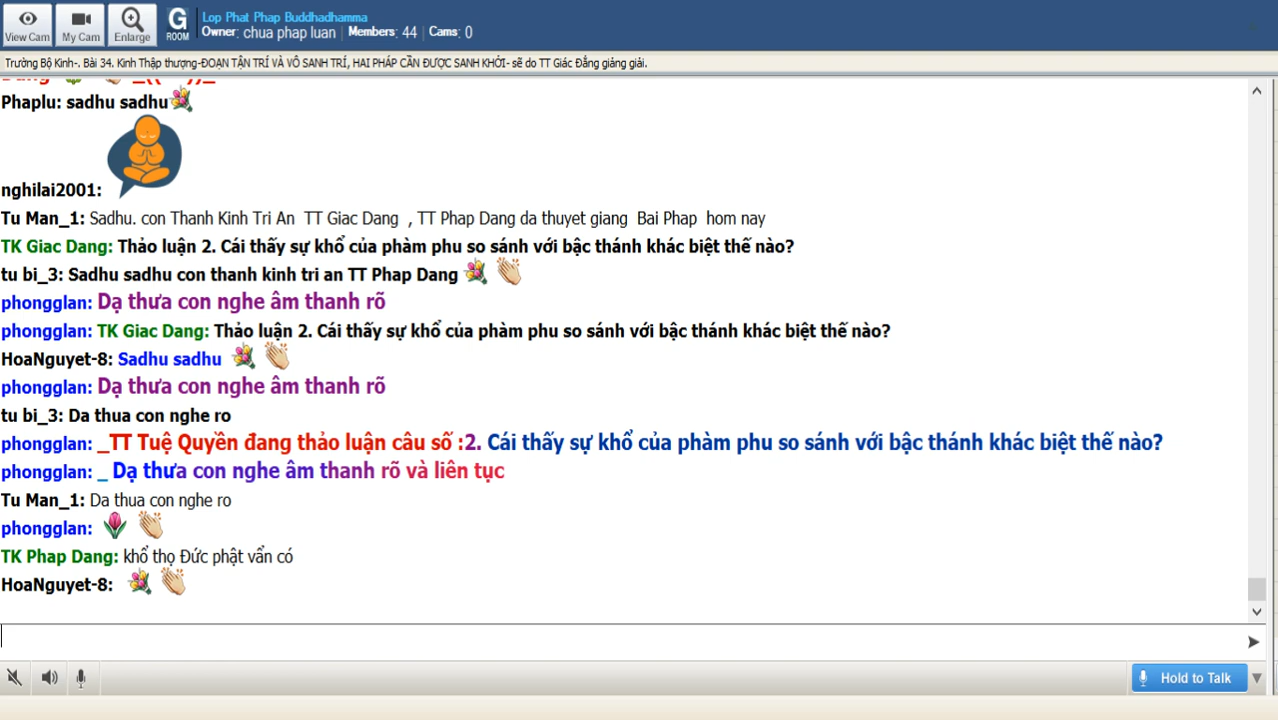 View Cam
My Cam
Enlarge
G
ROOM
Lop Phat Phap Buddhadhamma
Owner: chua phap luan | Members: 44 | Cams: 0
Trường Bộ Kinh-. Bài 34. Kinh Thập thượng-ĐOẠN TẬN TRÍ VÀ VÔ SANH TRÍ, HAI PHÁP CẦN ĐƯỢC SANH KHỞI- sẽ do TT Giác Đẳng giảng giải.
Phaplu: sadhu sadhu
nghilai2001:
Tu Man_1: Sadhu. con Thanh Kinh Tri An TT Giac Dang , TT Phap Dang da thuyet giang Bai Phap hom nay
TK Giac Dang: Thảo luận 2. Cái thấy sự khổ của phàm phu so sánh với bậc thánh khác biệt thế nào?
tu bi_3: Sadhu sadhu con thanh kinh tri an TT Phap Dang
phongglan: Dạ thưa con nghe âm thanh rõ
phongglan: TK Giac Dang: Thảo luận 2. Cái thấy sự khổ của phàm phu so sánh với bậc thánh khác biệt thế nào?
HoaNguyet-8: Sadhu sadhu
phongglan: Dạ thưa con nghe âm thanh rõ
tu bi_3: Da thua con nghe ro
phongglan: _TT Tuệ Quyền đang thảo luận câu số :2. Cái thấy sự khổ của phàm phu so sánh với bậc thánh khác biệt thế nào?
phongglan: _ Dạ thưa con nghe âm thanh rõ và liên tục
Tu Man_1: Da thua con nghe ro
phongglan:
TK Phap Dang: khổ thọ Đức phật vẩn có
HoaNguyet-8:
Hold to Talk